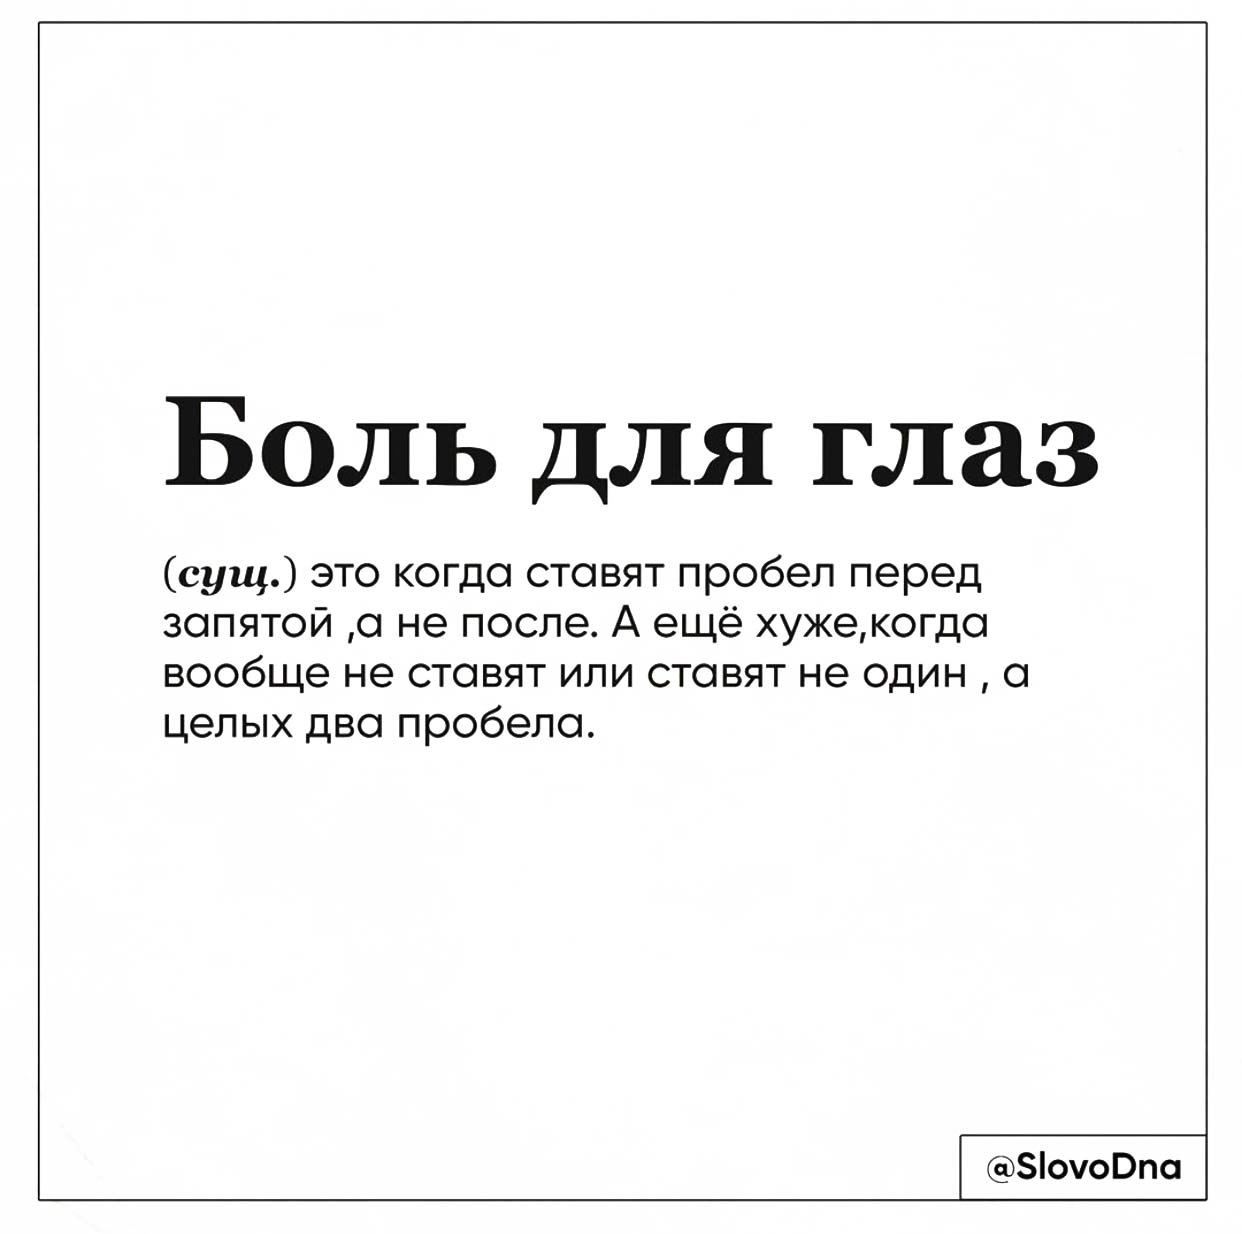 Боль для глаз
(сущ.) это когда ставят пробел перед
запятой ,а не после. А ещё хуже,когда
вообще не ставят или ставят не один , а
целых два пробела.
@SlovoDna